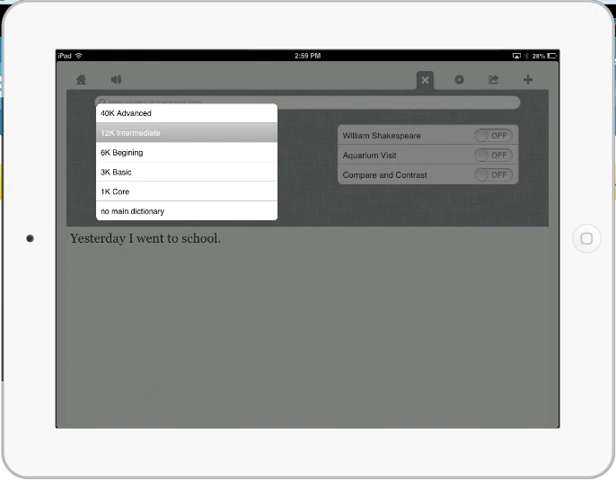 iPad 2:59 PM 28%
40K Advanced
12K Intermediate
6K Begining
3K Basic
1K Core
no main dictionary
William Shakespeare OFF
Aquarium Visit OFF
Compare and Contrast OFF
Yesterday I went to school.